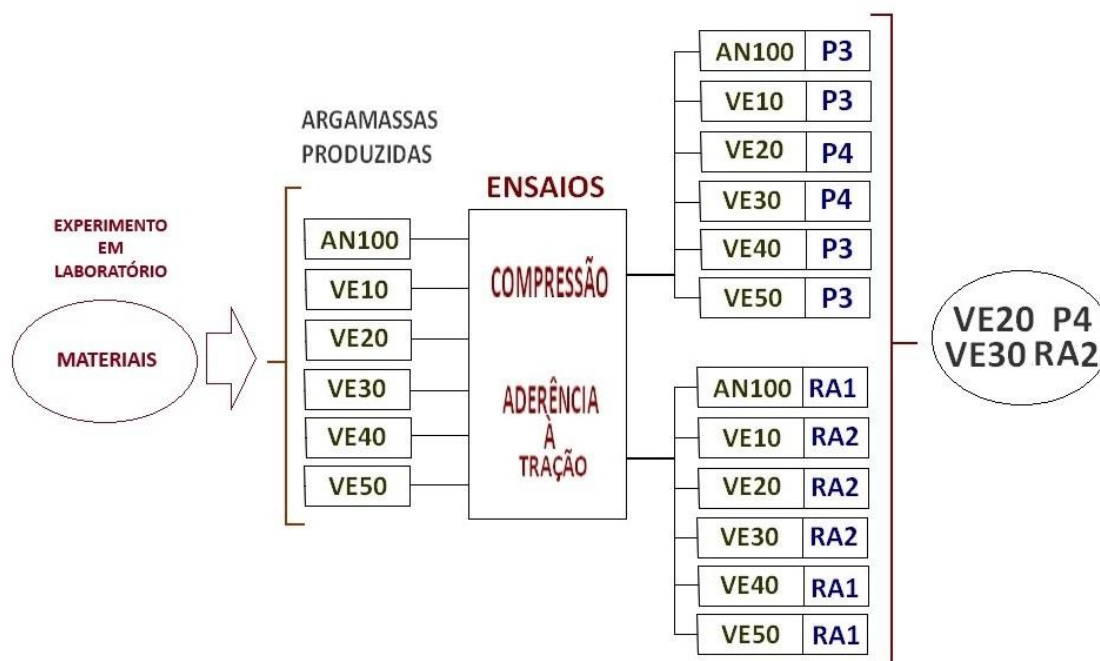 EXPERIMENTO
EM
LABORATÓRIO
MATERIAIS
ARGAMASSAS
PRODUZIDAS
AN100
VE10
VE20
VE30
VE40
VE50
ENSAIOS
COMPRESSÃO
ADERÊNCIA
À
TRAÇÃO
AN100 P3
VE10 P3
VE20 P4
VE30 P4
VE40 P3
VE50 P3
AN100 RA1
VE10 RA2
VE20 RA2
VE30 RA2
VE40 RA1
VE50 RA1
VE20 P4
VE30 RA2